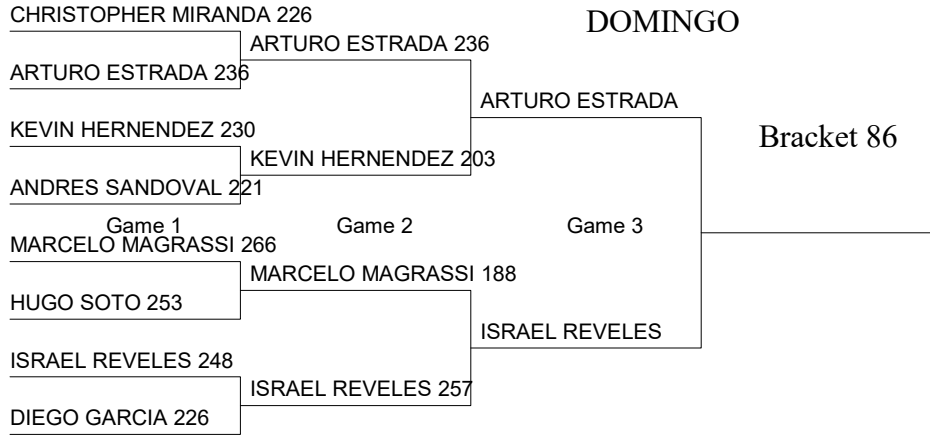 DOMINGO
Bracket 86
CHRISTOPHER MIRANDA 226
ARTURO ESTRADA 236
KEVIN HERNENDEZ 230
ANDRES SANDOVAL 221
MARCELO MAGRASSI 266
HUGO SOTO 253
ISRAEL REVELES 248
DIEGO GARCIA 226
Game 1
ARTURO ESTRADA 236
KEVIN HERNENDEZ 203
MARCELO MAGRASSI 188
ISRAEL REVELES 257
Game 2
ARTURO ESTRADA
ISRAEL REVELES
Game 3